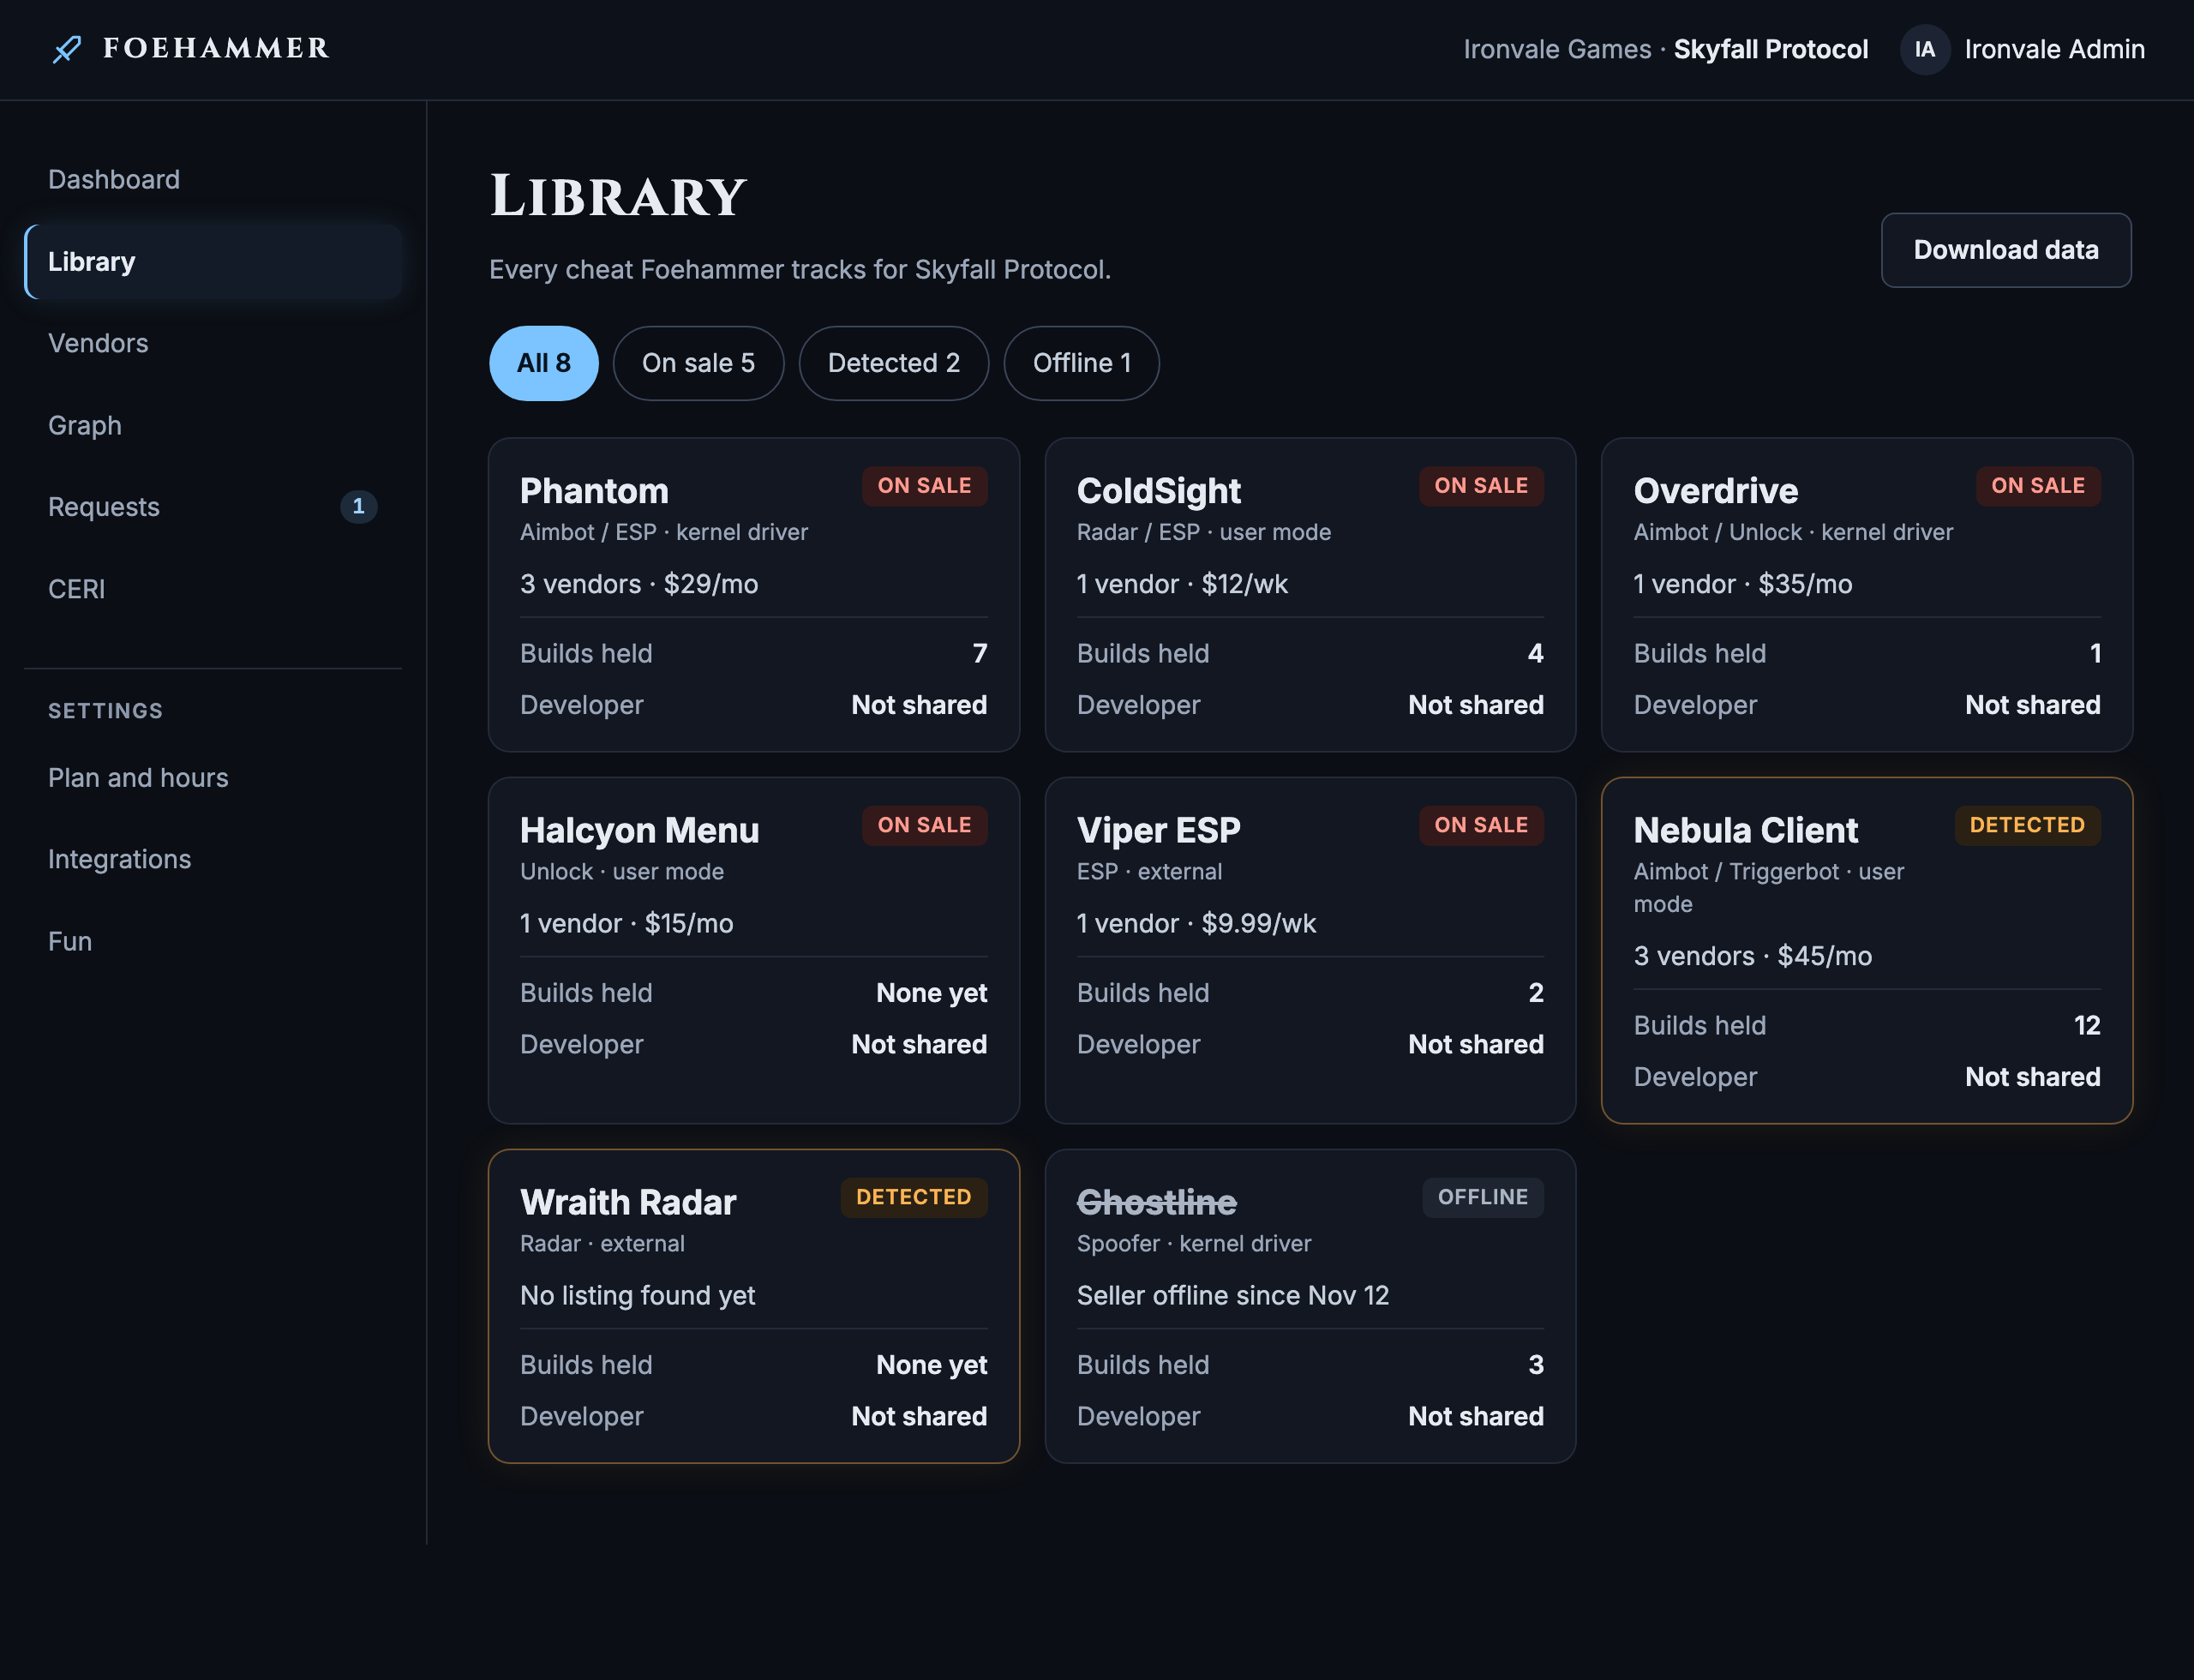 FOEHAMMER
Ironvale Games · Skyfall Protocol
IA
Ironvale Admin
Dashboard
Library
Vendors
Graph
Requests 1
CERI
SETTINGS
Plan and hours
Integrations
Fun
LIBRARY
Every cheat Foehammer tracks for Skyfall Protocol.
Download data
All 8
On sale 5
Detected 2
Offline 1
Phantom
ON SALE
Aimbot / ESP · kernel driver
3 vendors · $29/mo
Builds held 7
Developer Not shared
ColdSight
ON SALE
Radar / ESP · user mode
1 vendor · $12/wk
Builds held 4
Developer Not shared
Overdrive
ON SALE
Aimbot / Unlock · kernel driver
1 vendor · $35/mo
Builds held 1
Developer Not shared
Halcyon Menu
ON SALE
Unlock · user mode
1 vendor · $15/mo
Builds held None yet
Developer Not shared
Viper ESP
ON SALE
ESP · external
1 vendor · $9.99/wk
Builds held 2
Developer Not shared
Nebula Client
DETECTED
Aimbot / Triggerbot · user
mode
3 vendors · $45/mo
Builds held 12
Developer Not shared
Wraith Radar
DETECTED
Radar · external
No listing found yet
Builds held None yet
Developer Not shared
Ghostline
OFFLINE
Spoofer · kernel driver
Seller offline since Nov 12
Builds held 3
Developer Not shared